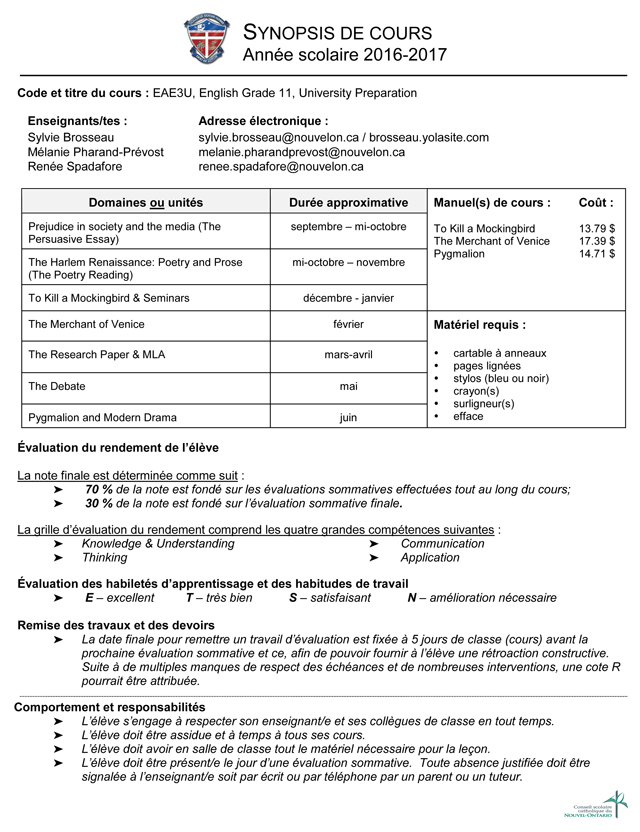 SYNOPSIS DE COURS
Année scolaire 2016-2017
Code et titre du cours : EAE3U, English Grade 11, University Preparation
Enseignants/tes :
Adresse électronique :
Sylvie Brosseau
sylvie.brosseau@nouvelon.ca / brosseau.yolasite.com
Mélanie Pharand-Prévost
melanie.pharandprevost@nouvelon.ca
Renée Spadafore
renee.spadafore@nouvelon.ca
Domaines ou unités
Durée approximative
Prejudice in society and the media (The
Persuasive Essay)
septembre – mi-octobre
The Harlem Renaissance: Poetry and Prose
(The Poetry Reading)
mi-octobre – novembre
To Kill a Mockingbird & Seminars
décembre - janvier
The Merchant of Venice
février
The Research Paper & MLA
mars-avril
The Debate
mai
Pygmalion and Modern Drama
juin
Manuel(s) de cours :
Coût :
To Kill a Mockingbird 13.79 $
The Merchant of Venice 17.39 $
Pygmalion 14.71 $
Matériel requis :
• cartable à anneaux
• pages lignées
• stylos (bleu ou noir)
• crayon(s)
• surligneur(s)
• efface
Évaluation du rendement de l'élève
La note finale est déterminée comme suit :
➤ 70 % de la note est fondé sur les évaluations sommatives effectuées tout au long du cours;
➤ 30 % de la note est fondé sur l'évaluation sommative finale.
La grille d'évaluation du rendement comprend les quatre grandes compétences suivantes :
➤ Knowledge & Understanding ➤ Communication
➤ Thinking ➤ Application
Évaluation des habiletés d'apprentissage et des habitudes de travail
➤ E – excellent T – très bien S – satisfaisant N – amélioration nécessaire
Remise des travaux et des devoirs
➤ La date finale pour remettre un travail d'évaluation est fixée à 5 jours de classe (cours) avant la
prochaine évaluation sommative et ce, afin de pouvoir fournir à l'élève une rétroaction constructive.
Suite à de multiples manques de respect des échéances et de nombreuses interventions, une cote R
pourrait être attribuée.
Comportement et responsabilités
➤ L'élève s'engage à respecter son enseignant/e et ses collègues de classe en tout temps.
➤ L'élève doit être assidue et à temps à tous ses cours.
➤ L'élève doit avoir en salle de classe tout le matériel nécessaire pour la leçon.
➤ L'élève doit être présent/e le jour d'une évaluation sommative. Toute absence justifiée doit être
signalée à l'enseignant/e soit par écrit ou par téléphone par un parent ou un tuteur.
Conseil scolaire
catholique du
NOUVEL-ONTARIO